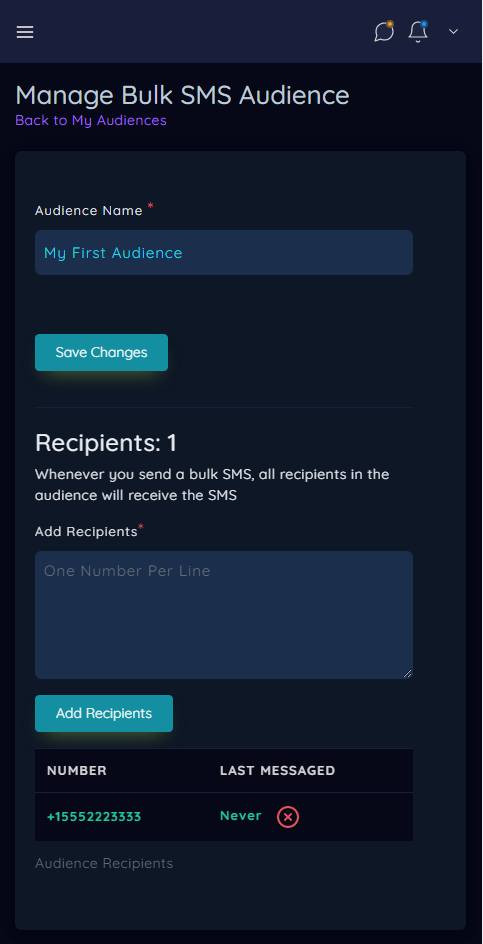 Manage Bulk SMS Audience
Back to My Audiences
Audience Name *
My First Audience
Save Changes
Recipients: 1
Whenever you send a bulk SMS, all recipients in the
audience will receive the SMS
Add Recipients*
One Number Per Line
Add Recipients
NUMBER LAST MESSAGED
+15552223333 Never
Audience Recipients